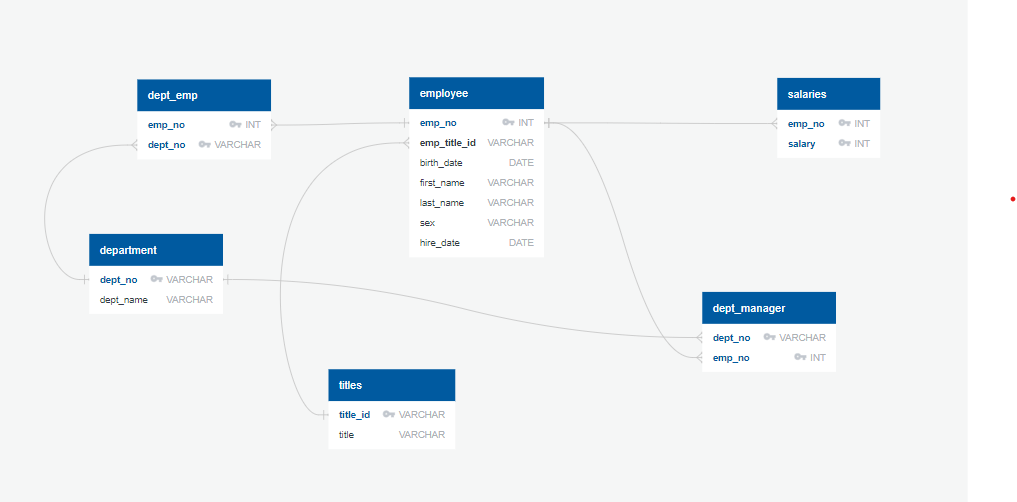 dept_emp
emp_no INT
dept_no VARCHAR
employee
emp_no INT
emp_title_id VARCHAR
birth_date DATE
first_name VARCHAR
last_name VARCHAR
sex VARCHAR
hire_date DATE
salaries
emp_no INT
salary INT
department
dept_no VARCHAR
dept_name VARCHAR
dept_manager
dept_no VARCHAR
emp_no INT
titles
title_id VARCHAR
title VARCHAR